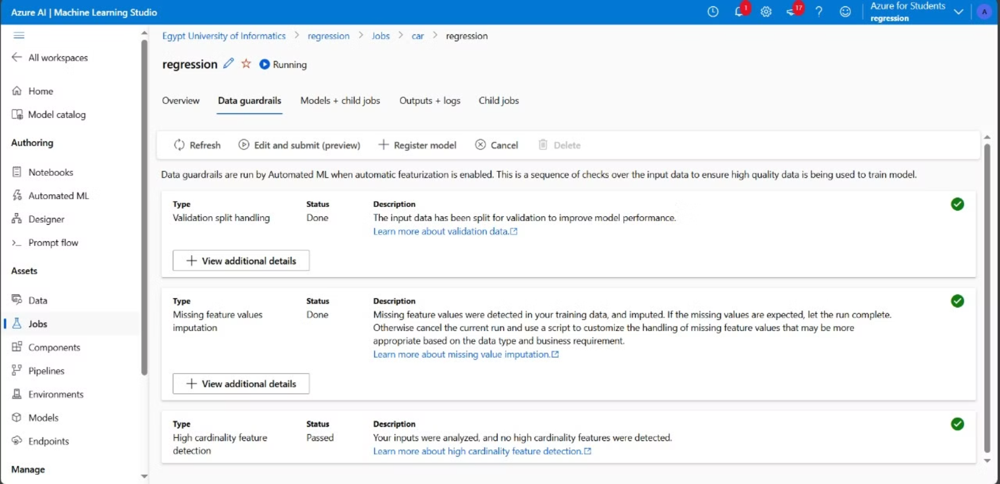 Azure AI | Machine Learning Studio
1
17
Azure for Students
regression
A
All workspaces
Home
Model catalog
Authoring
Notebooks
Automated ML
Designer
Prompt flow
Assets
Data
Jobs
Components
Pipelines
Environments
Models
Endpoints
Manage
Egypt University of Informatics > regression > Jobs > car > regression
regression Running
Overview Data guardrails Models + child jobs Outputs + logs Child jobs
Refresh Edit and submit (preview) Register model Cancel Delete
Data guardrails are run by Automated ML when automatic featurization is enabled. This is a sequence of checks over the input data to ensure high quality data is being used to train model.
Type Status Description
Validation split handling Done The input data has been split for validation to improve model performance.
Learn more about validation data.
View additional details
Type Status Description
Missing feature values Done Missing feature values were detected in your training data, and imputed. If the missing values are expected, let the run complete.
imputation Otherwise cancel the current run and use a script to customize the handling of missing feature values that may be more
appropriate based on the data type and business requirement.
Learn more about missing value imputation.
View additional details
Type Status Description
High cardinality feature Passed Your inputs were analyzed, and no high cardinality features were detected.
detection Learn more about high cardinality feature detection.